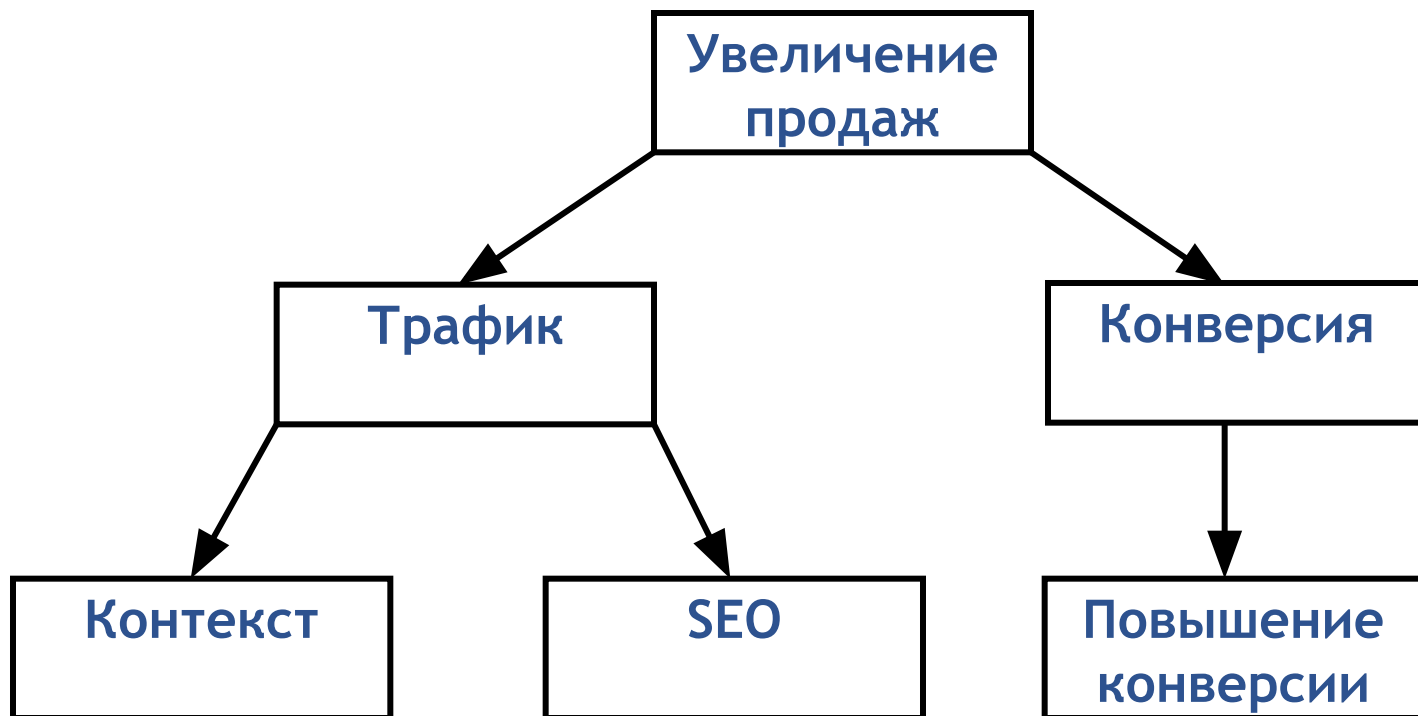 Увеличение
продаж
Трафик
Конверсия
Контекст
SEO
Повышение
конверсии